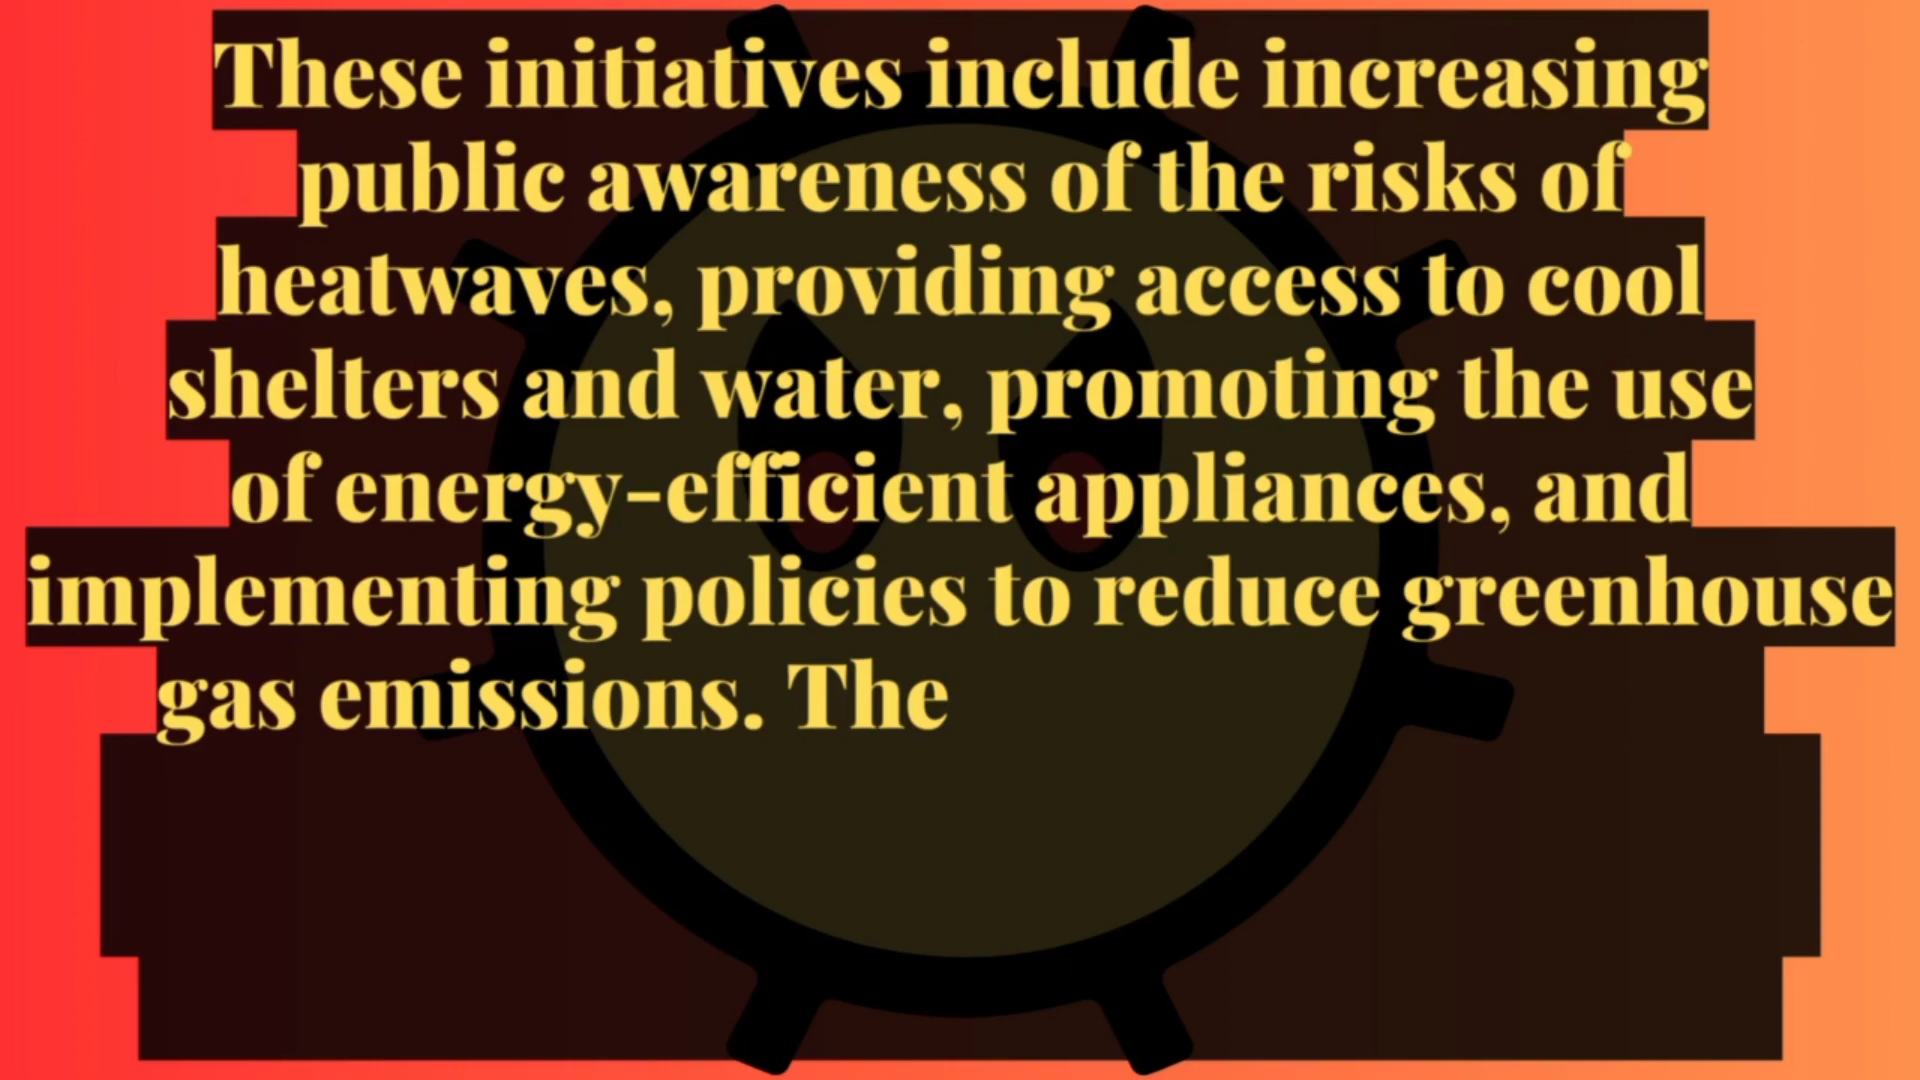 These initiatives include increasing
public awareness of the risks of
heatwaves, providing access to cool
shelters and water, promoting the use
of energy-efficient appliances, and
implementing policies to reduce greenhouse
gas emissions. The